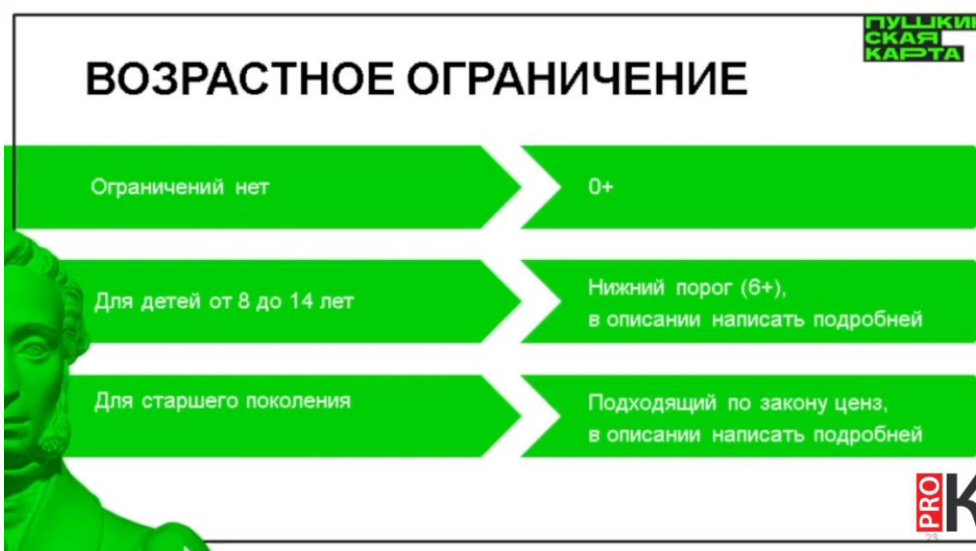 ПУШКИН
СКАЯ
КАРТА
ВОЗРАСТНОЕ ОГРАНИЧЕНИЕ
Ограничений нет
0+
Для детей от 8 до 14 лет
Нижний порог (6+),
в описании написать подробней
Для старшего поколения
Подходящий по закону ценз,
в описании написать подробней
PRO
К
29